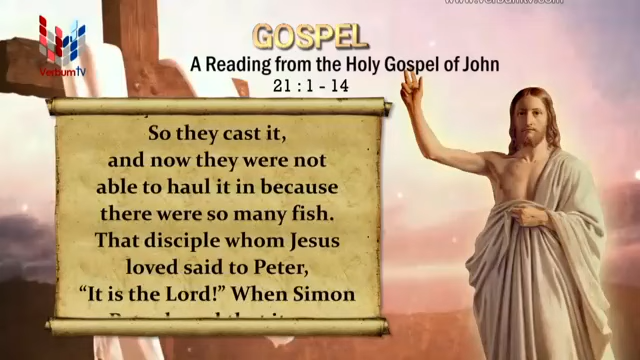 VerbumTV
GOSPEL
A Reading from the Holy Gospel of John
21 : 1 - 14
So they cast it,
and now they were not
able to haul it in because
there were so many fish.
That disciple whom Jesus
loved said to Peter,
“It is the Lord!” When Simon